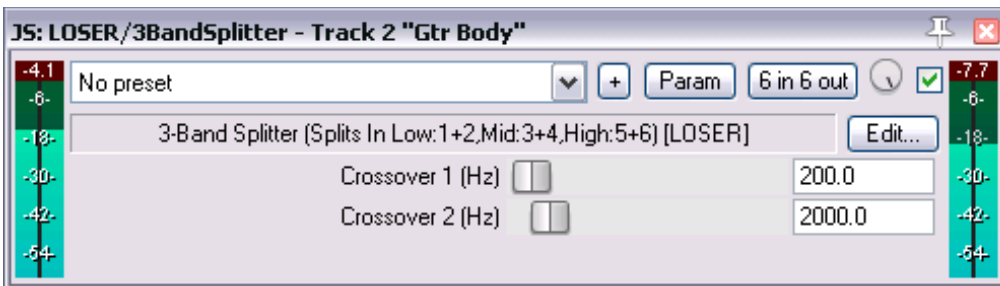 JS: LOSER/3BandSplitter - Track 2 "Gtr Body"
-4.1 No preset + Param 6 in 6 out -7.7
-6- -6-
-18- 3-Band Splitter (Splits In Low:1+2,Mid:3+4,High:5+6) [LOSER] Edit... -18-
-30- Crossover 1 (Hz) 200.0 -30-
-42- Crossover 2 (Hz) 2000.0 -42-
-54- -54-